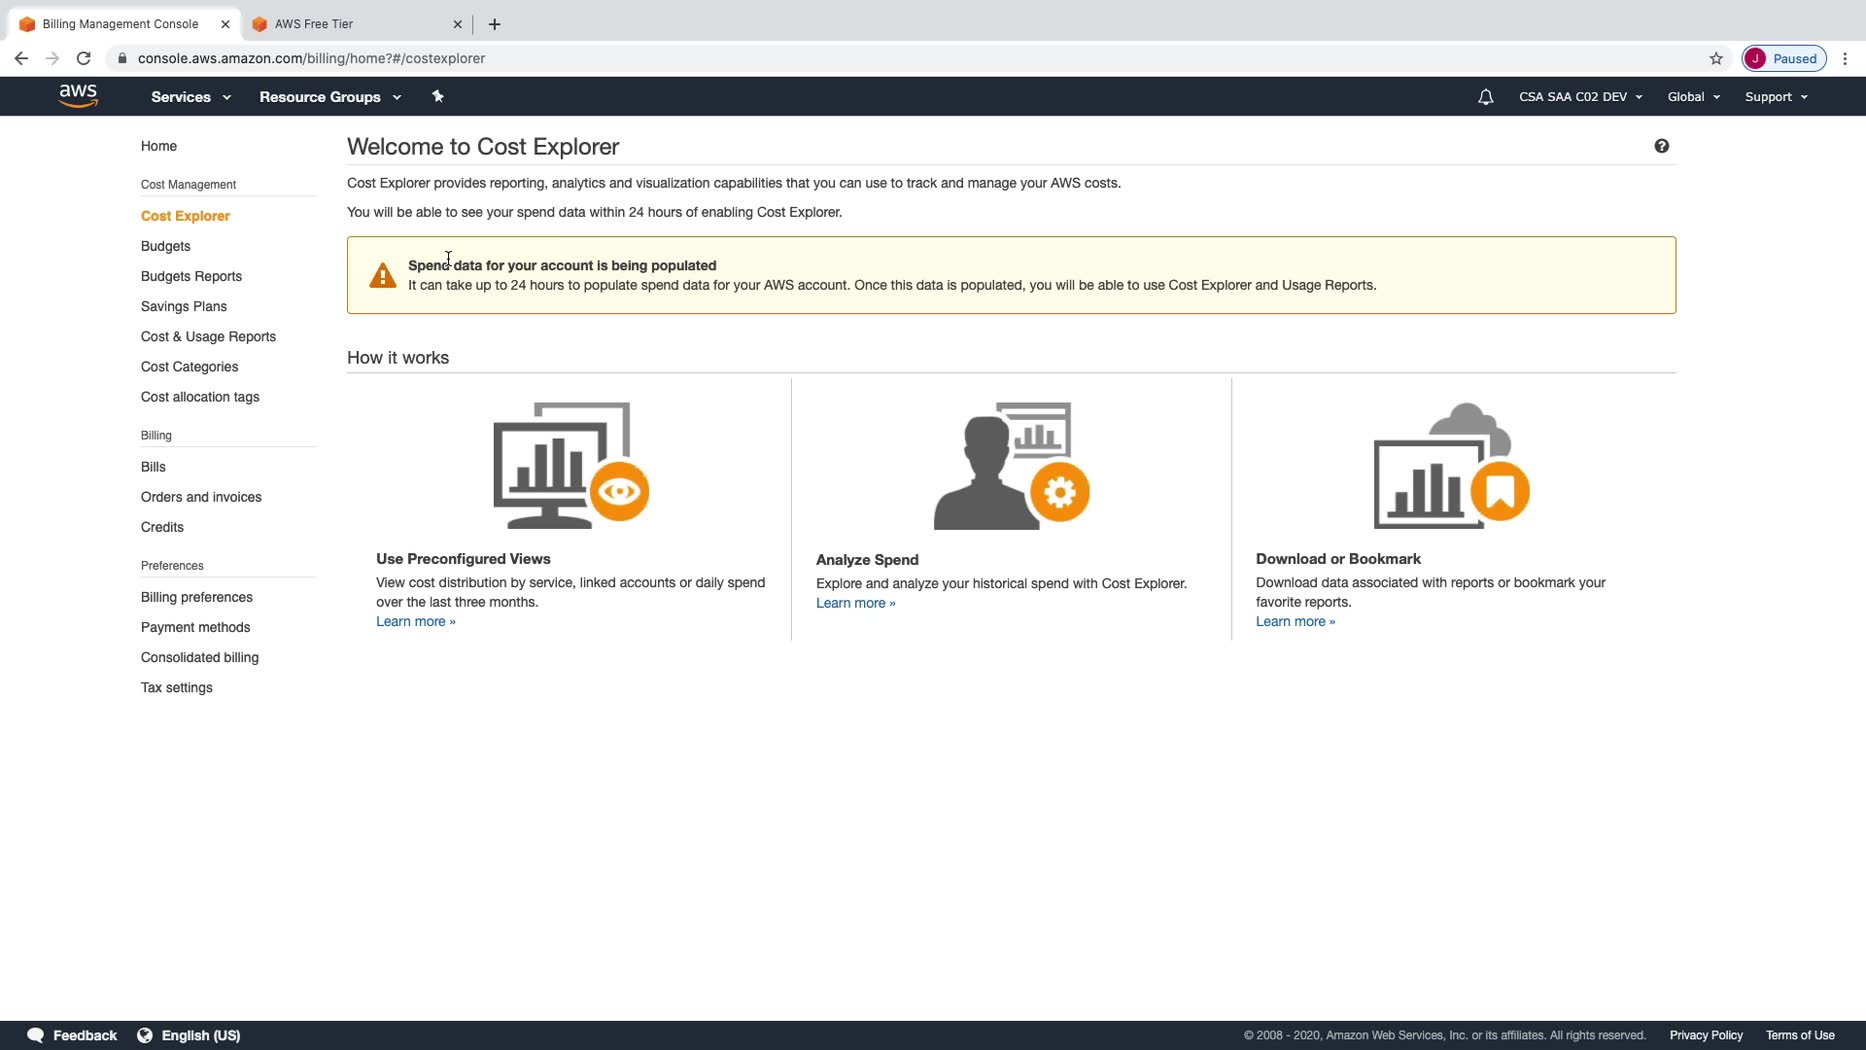 Billing Management Console
AWS Free Tier
console.aws.amazon.com/billing/home?#/costexplorer
J Paused
aws
Services
Resource Groups
CSA SAA C02 DEV
Global
Support
Home
Cost Management
Cost Explorer
Budgets
Budgets Reports
Savings Plans
Cost & Usage Reports
Cost Categories
Cost allocation tags
Billing
Bills
Orders and invoices
Credits
Preferences
Billing preferences
Payment methods
Consolidated billing
Tax settings
Welcome to Cost Explorer
Cost Explorer provides reporting, analytics and visualization capabilities that you can use to track and manage your AWS costs.
You will be able to see your spend data within 24 hours of enabling Cost Explorer.
Spend data for your account is being populated
It can take up to 24 hours to populate spend data for your AWS account. Once this data is populated, you will be able to use Cost Explorer and Usage Reports.
How it works
Use Preconfigured Views
View cost distribution by service, linked accounts or daily spend
over the last three months.
Learn more »
Analyze Spend
Explore and analyze your historical spend with Cost Explorer.
Learn more »
Download or Bookmark
Download data associated with reports or bookmark your
favorite reports.
Learn more »
Feedback
English (US)
© 2008 - 2020, Amazon Web Services, Inc. or its affiliates. All rights reserved.
Privacy Policy
Terms of Use